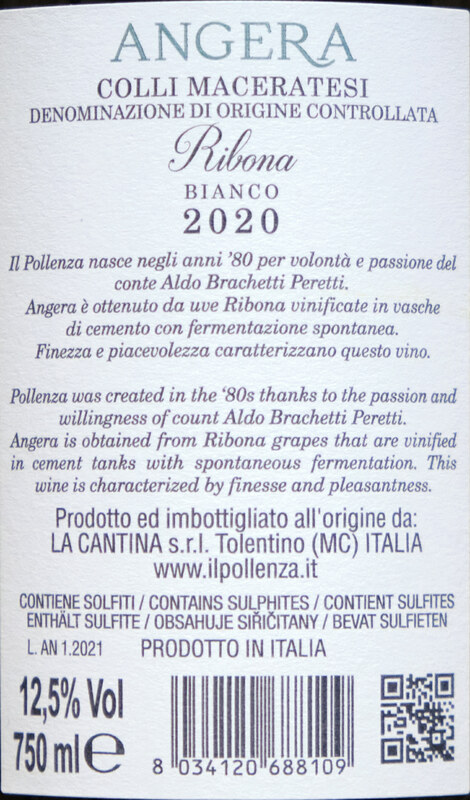 ANGERA
COLLI MACERATESI
DENOMINAZIONE DI ORIGINE CONTROLLATA
Ribona
BIANCO
2020
Il Pollenza nasce negli anni '80 per volontà e passione del
conte Aldo Brachetti Peretti.
Angera è ottenuto da uve Ribona vinificate in vasche
di cemento con fermentazione spontanea.
Finezza e piacevolezza caratterizzano questo vino.
Pollenza was created in the '80s thanks to the passion and
willingness of count Aldo Brachetti Peretti.
Angera is obtained from Ribona grapes that are vinified
in cement tanks with spontaneous fermentation. This
wine is characterized by finesse and pleasantness.
Prodotto ed imbottigliato all'origine da:
LA CANTINA s.r.l. Tolentino (MC) ITALIA
www.ilpollenza.it
CONTIENE SOLFITI / CONTAINS SULPHITES / CONTIENT SULFITES
ENTHÄLT SULFITE / OBSAHUJE SIŘIČITANY / BEVAT SULFIETEN
L. AN 1.2021 PRODOTTO IN ITALIA
12,5% Vol
750 ml e
8 034120 688109